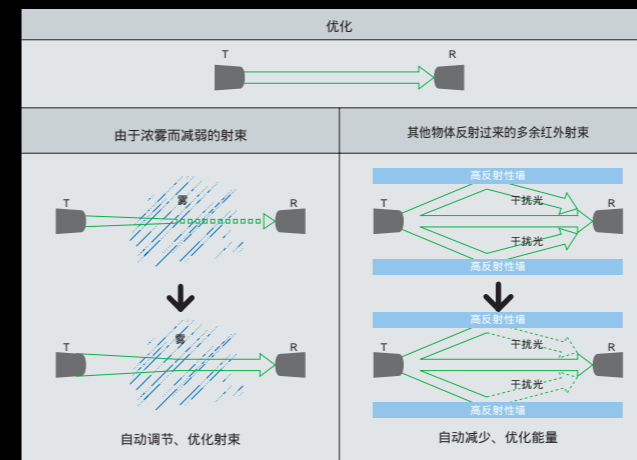 优化
T R
由于浓雾而减弱的射束
其他物体反射过来的多余红外射束
T 雾 R
高反射性墙
干扰光
T R
干扰光
高反射性墙
T 雾 R
自动调节、优化射束
高反射性墙
干扰光
T R
干扰光
高反射性墙
自动减少、优化能量